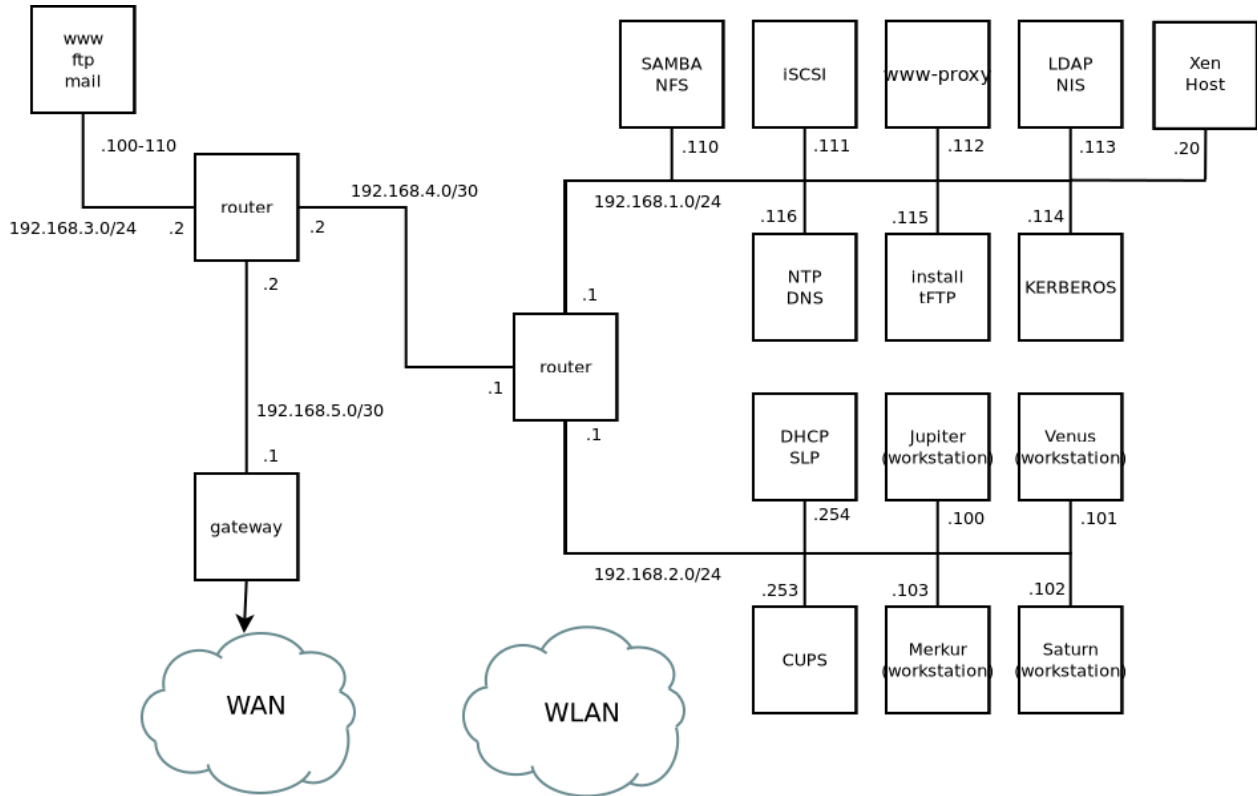 www
ftp
mail
.100-110
192.168.3.0/24
.2
router
.2
192.168.4.0/30
.2
192.168.5.0/30
.1
gateway
WAN
WLAN
.1
router
.1
.1
SAMBA
NFS
.110
iSCSI
.111
www-proxy
.112
LDAP
NIS
.113
Xen
Host
.20
192.168.1.0/24
.116
NTP
DNS
.115
install
tFTP
.114
KERBEROS
DHCP
SLP
.254
Jupiter
(workstation)
.100
Venus
(workstation)
.101
192.168.2.0/24
.253
CUPS
.103
Merkur
(workstation)
.102
Saturn
(workstation)